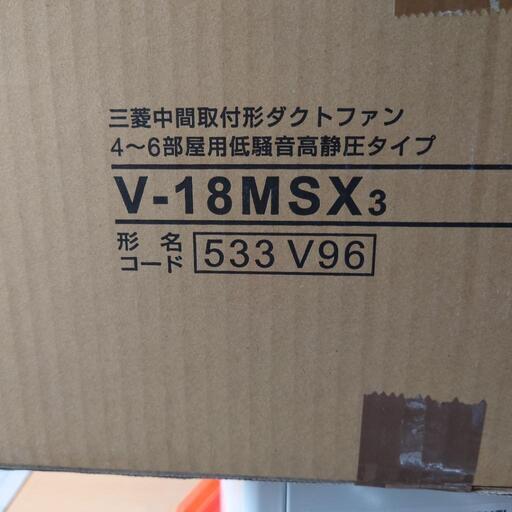 三菱中間取付形ダクトファン
4〜6部屋用低騒音高静圧タイプ
V-18MSX3
形名
コード 533 V96